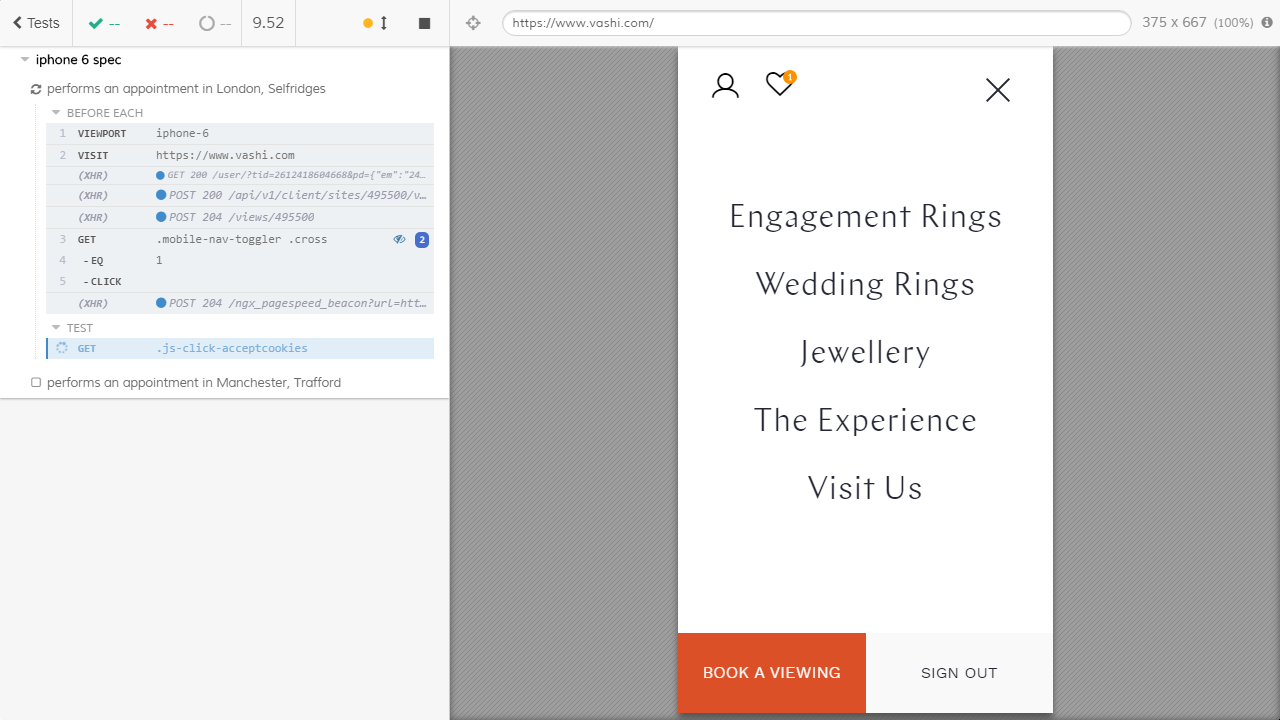 Tests -- -- -- 9.52
https://www.vashi.com/ 375 x 667 (100%)
iphone 6 spec
performs an appointment in London, Selfridges
BEFORE EACH
1 VIEWPORT iphone-6
2 VISIT https://www.vashi.com
(XHR) GET 200 /user/?tid=2612418604668&pd={"em":"24...
(XHR) POST 200 /api/v1/client/sites/495500/v...
(XHR) POST 204 /views/495500
3 GET .mobile-nav-toggler .cross 2
4 -EQ 1
5 -CLICK
(XHR) POST 204 /ngx_pagespeed_beacon?url=htt...
TEST
GET .js-click-acceptcookies
performs an appointment in Manchester, Trafford
1
Engagement Rings
Wedding Rings
Jewellery
The Experience
Visit Us
BOOK A VIEWING SIGN OUT